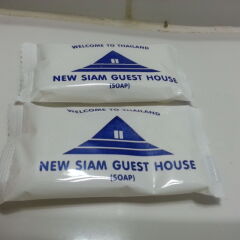 WELCOME TO THAILAND
NEW SIAM GUEST HOUSE
(SOAP)
WELCOME TO THAILAND
NEW SIAM GUEST HOUSE
(SOAP)